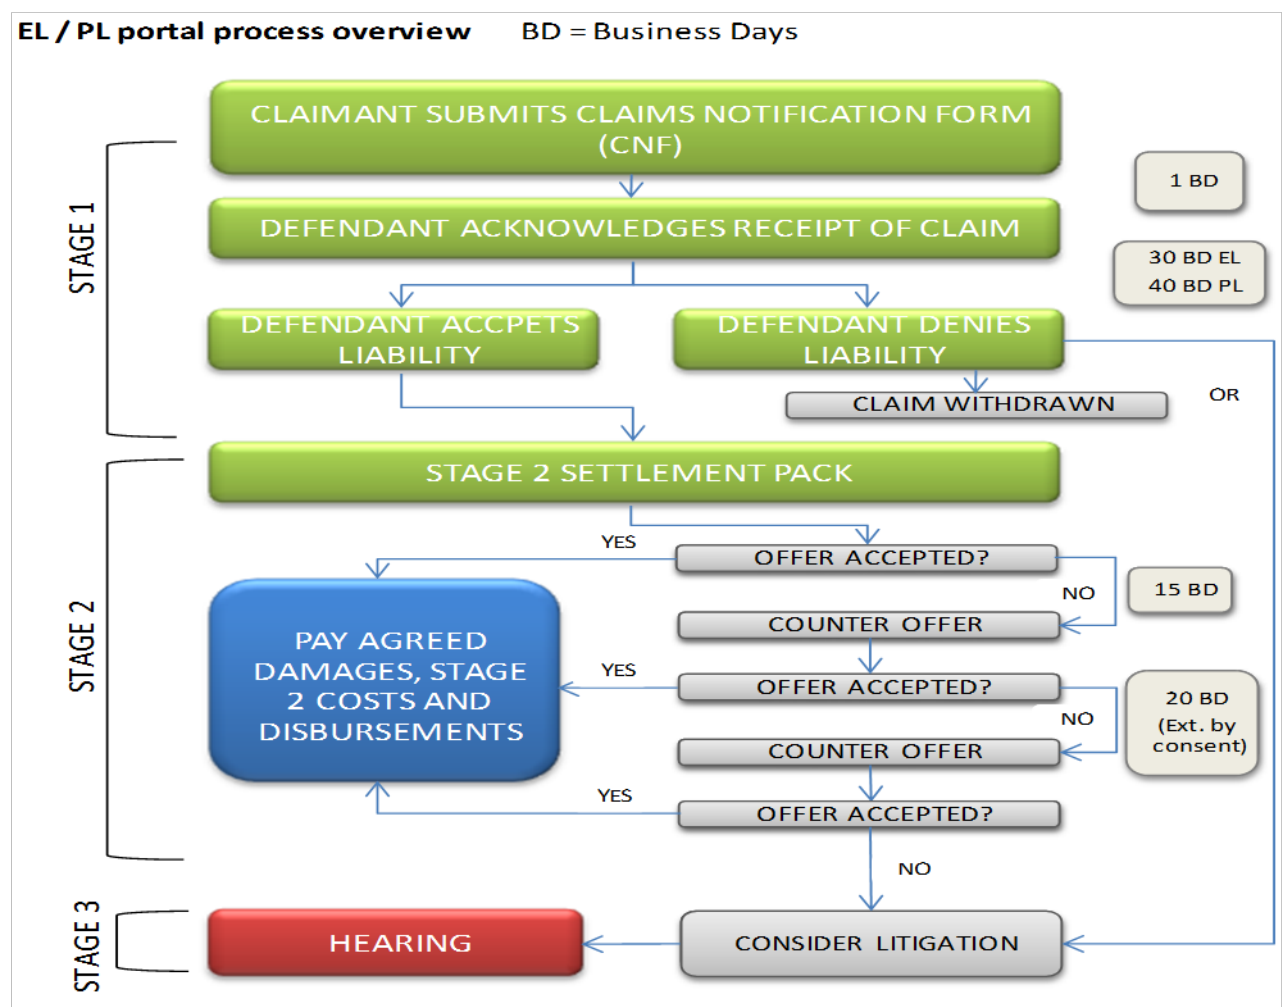 EL / PL portal process overview BD = Business Days
CLAIMANT SUBMITS CLAIMS NOTIFICATION FORM
(CNF)
1 BD
STAGE 1
DEFENDANT ACKNOWLEDGES RECEIPT OF CLAIM
30 BD EL
40 BD PL
DEFENDANT ACCPETS
LIABILITY
DEFENDANT DENIES
LIABILITY
CLAIM WITHDRAWN
OR
STAGE 2 SETTLEMENT PACK
STAGE 2
YES
OFFER ACCEPTED?
NO
15 BD
COUNTER OFFER
PAY AGREED
DAMAGES, STAGE
2 COSTS AND
DISBURSEMENTS
YES
OFFER ACCEPTED?
NO
20 BD
(Ext. by
consent)
COUNTER OFFER
YES
OFFER ACCEPTED?
NO
STAGE 3
HEARING
CONSIDER LITIGATION